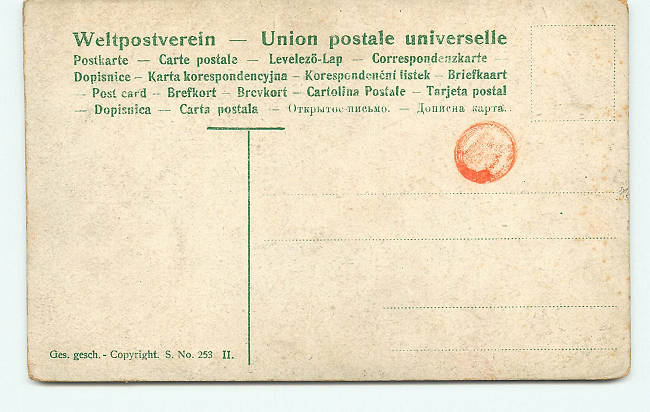 Weltpostverein — Union postale universelle
Postkarte — Carte postale — Levelező-Lap — Correspondenzkarte —
Dopisnice — Karta korespondencyjna — Korespondenční lístek — Briefkaart
— Post card — Brefkort — Brevkort — Cartolina Postale — Tarjeta postal
— Dopisnica — Carta postala — Открытое письмо. — Дописна карта.
Ges. gesch. - Copyright. S. No. 253 II.